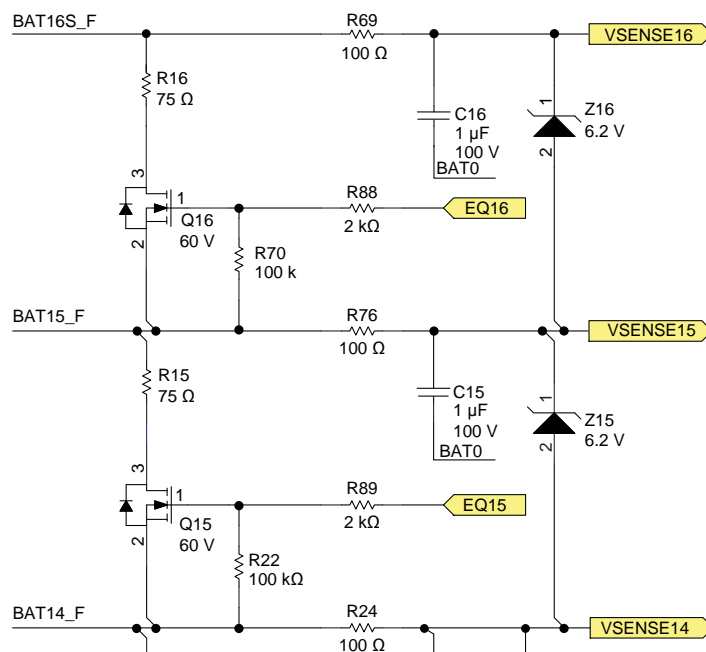 BAT16S_F
R69
100 Ω
VSENSE16
R16
75 Ω
C16
1 µF
100 V
BAT0
1
2
Z16
6.2 V
3
1
Q16
60 V
2
R88
2 kΩ
EQ16
R70
100 k
BAT15_F
R76
100 Ω
VSENSE15
R15
75 Ω
C15
1 µF
100 V
BAT0
1
2
Z15
6.2 V
3
1
Q15
60 V
2
R89
2 kΩ
EQ15
R22
100 kΩ
BAT14_F
R24
100 Ω
VSENSE14